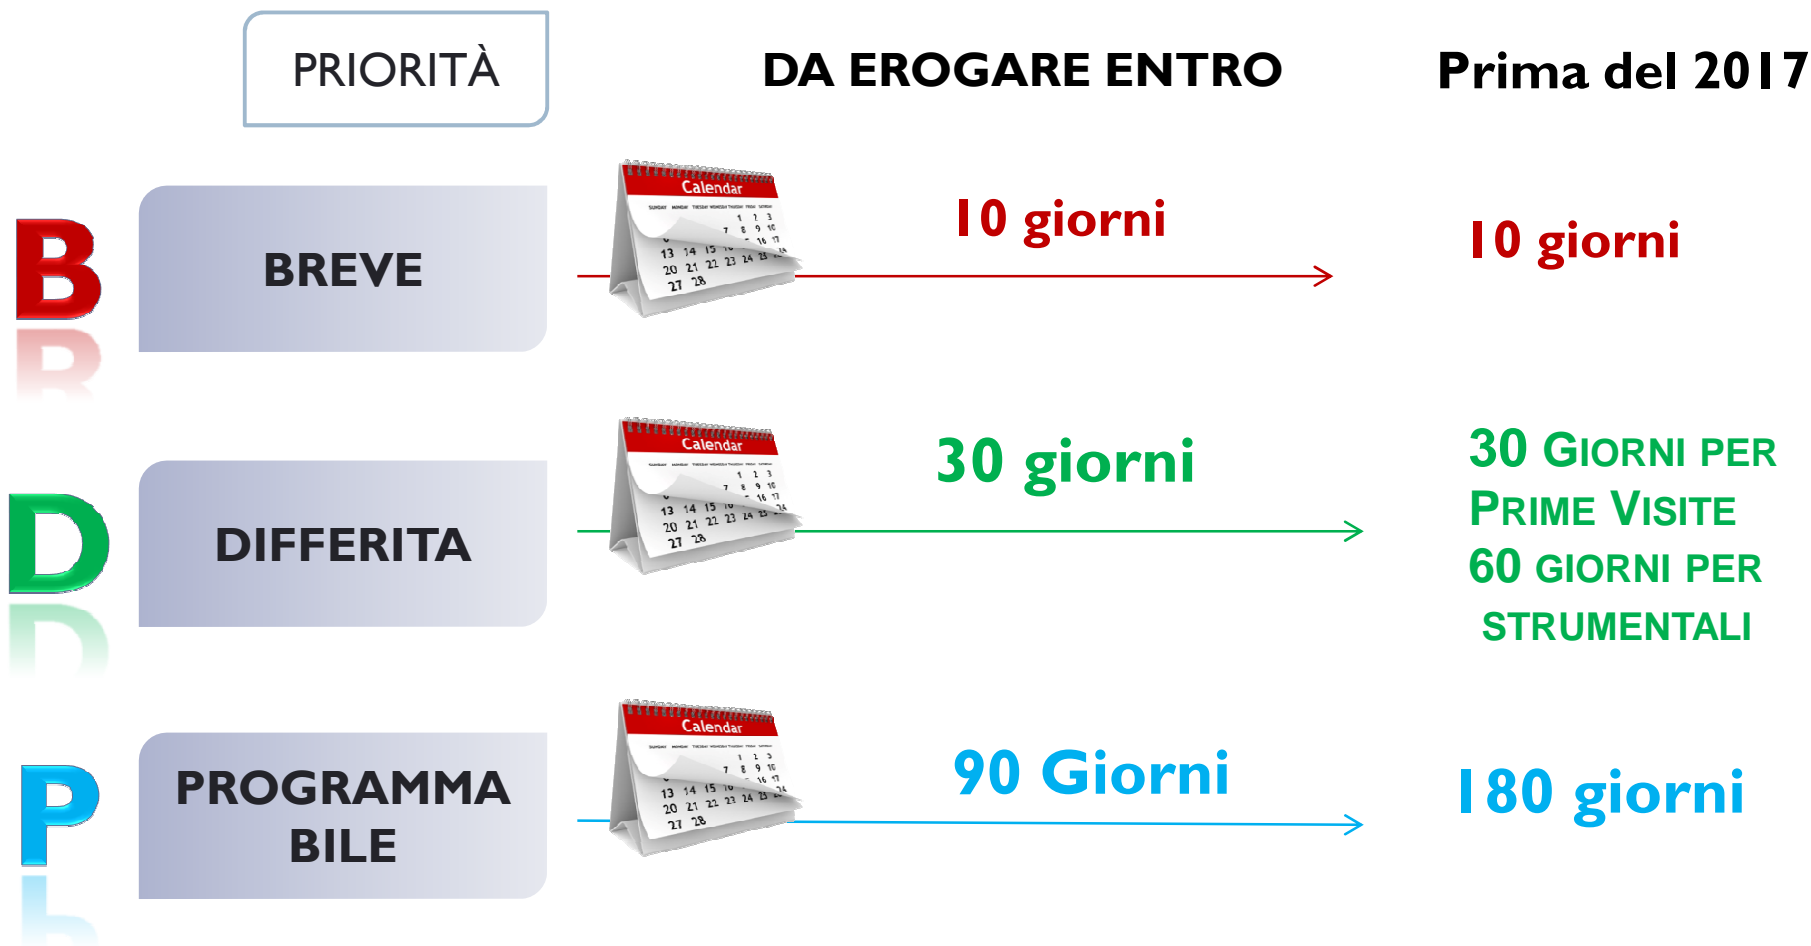 PRIORITÀ
DA EROGARE ENTRO
Prima del 2017
B
BREVE
Calendar
10 giorni
10 giorni
D
DIFFERITA
Calendar
30 giorni
30 GIORNI PER
PRIME VISITE
60 GIORNI PER
STRUMENTALI
P
PROGRAMMA
BILE
Calendar
90 Giorni
180 giorni